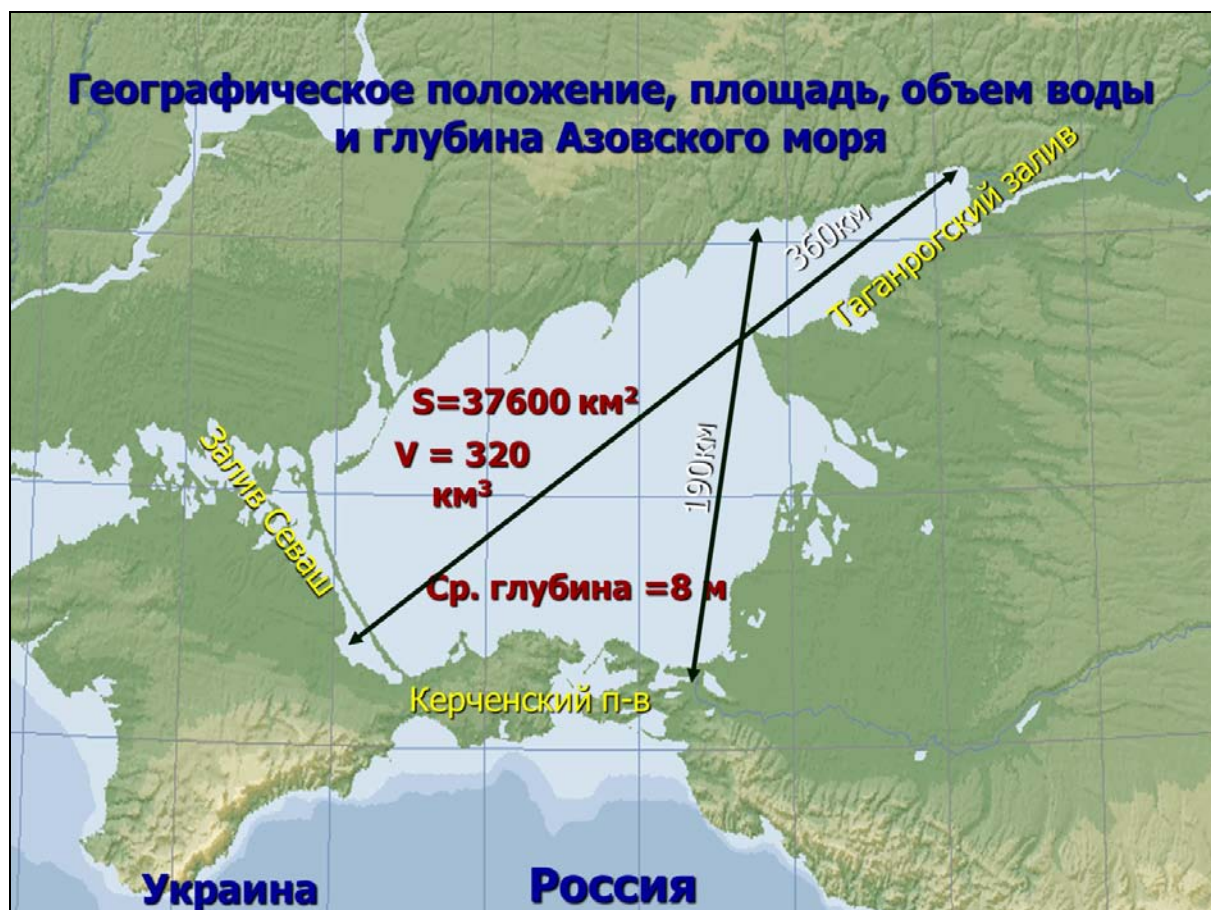 Географическое положение, площадь, объем воды
и глубина Азовского моря
Таганрогский залив
360км
S=37600 км²
V = 320
км³
190км
Залив Севаш
Ср. глубина =8 м
Керченский п-в
Украина
Россия